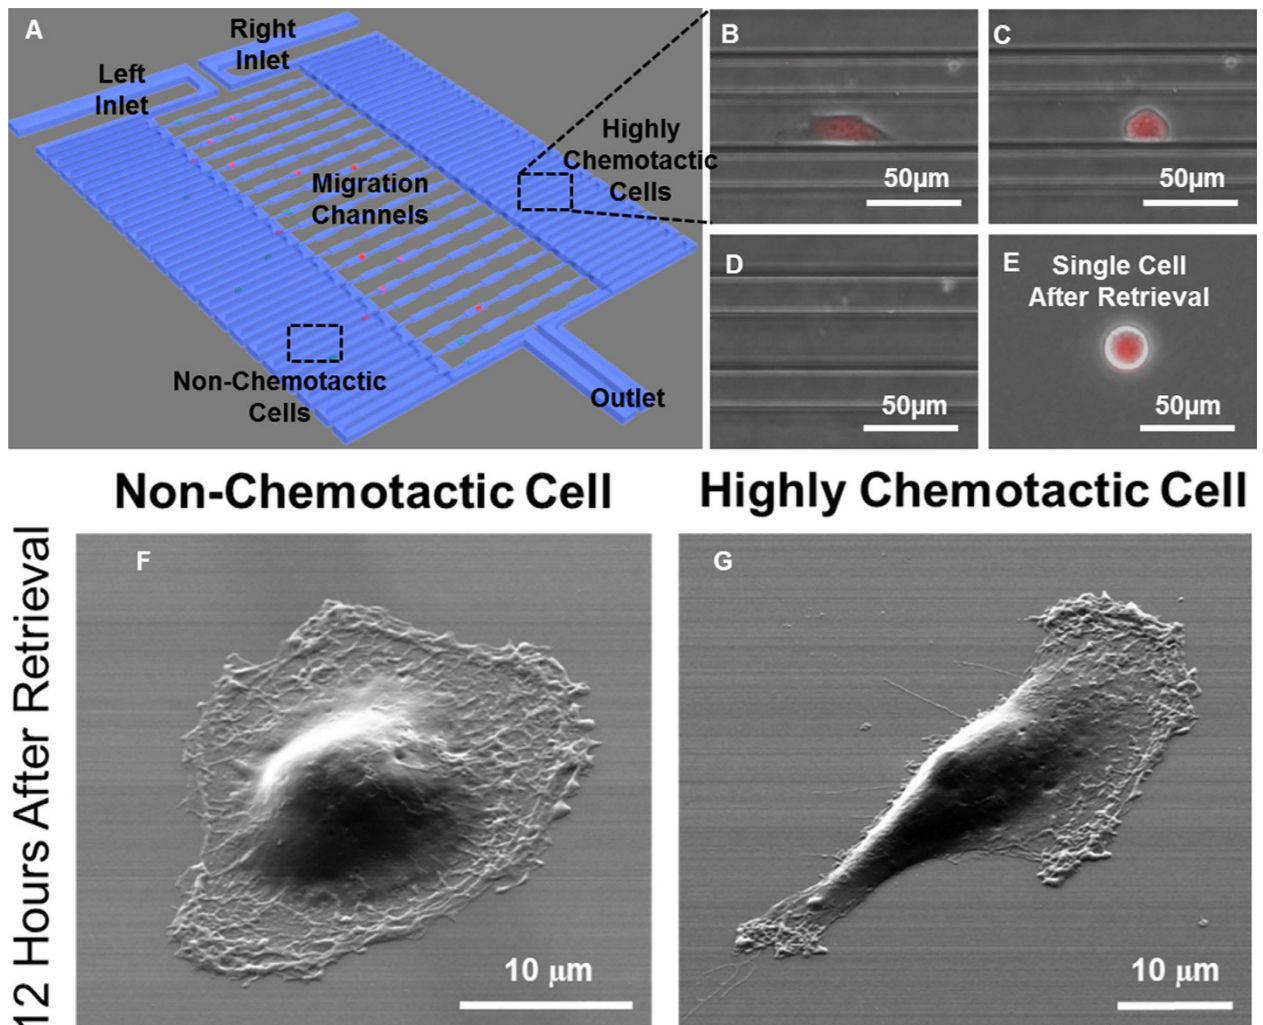 A
Right
Inlet
Left
Inlet
Highly
Chemotactic
Cells
Migration
Channels
Non-Chemotactic
Cells
Outlet
B
50µm
C
50µm
D
50µm
E
Single Cell
After Retrieval
50µm
Non-Chemotactic Cell
Highly Chemotactic Cell
12 Hours After Retrieval
F
10 µm
G
10 µm